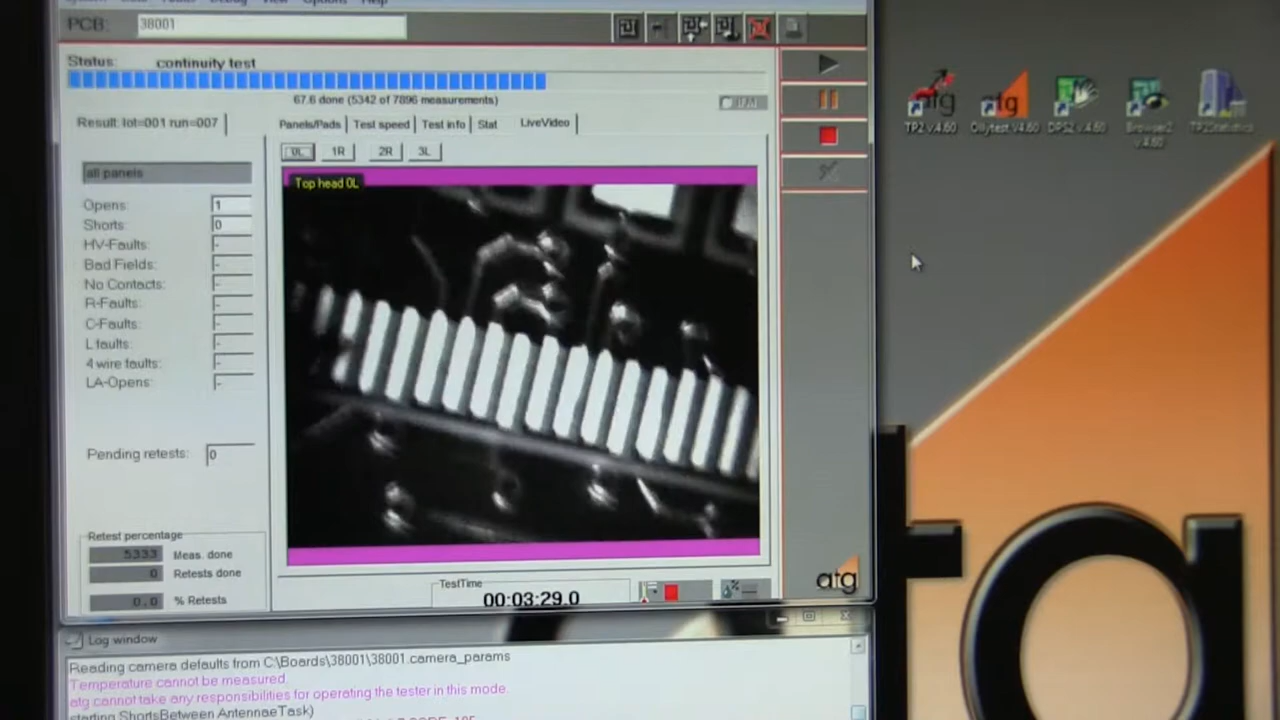 PCB: 38001
Status: continuity test
67.6 done (5342 of 7896 measurements)
Result: lot=001 run=007
Panels/Pads Test speed Test info Stat LiveVideo
0L 1R 2R 3L
all panels
Top head 0L
Opens: 1
Shorts: 0
HV-Faults: -
Bad Fields: -
No Contacts: -
R-Faults: -
C-Faults: -
L faults: -
4 wire faults: -
LA-Opens: -
Pending retests: 0
Retest percentage
5333 Meas. done
0 Retests done
0.0 % Retests
TestTime
00:03:29.0
atg
TP2 v.4.60
atg
Browser2
v4.60
TP2Statistics
Log window
Reading camera defaults from C:\Boards\38001\38001.camera_params
Temperature cannot be measured
atg cannot take any responsibilities for operating the tester in this mode.
starting ShortsBetween AntennaeTask)
ta